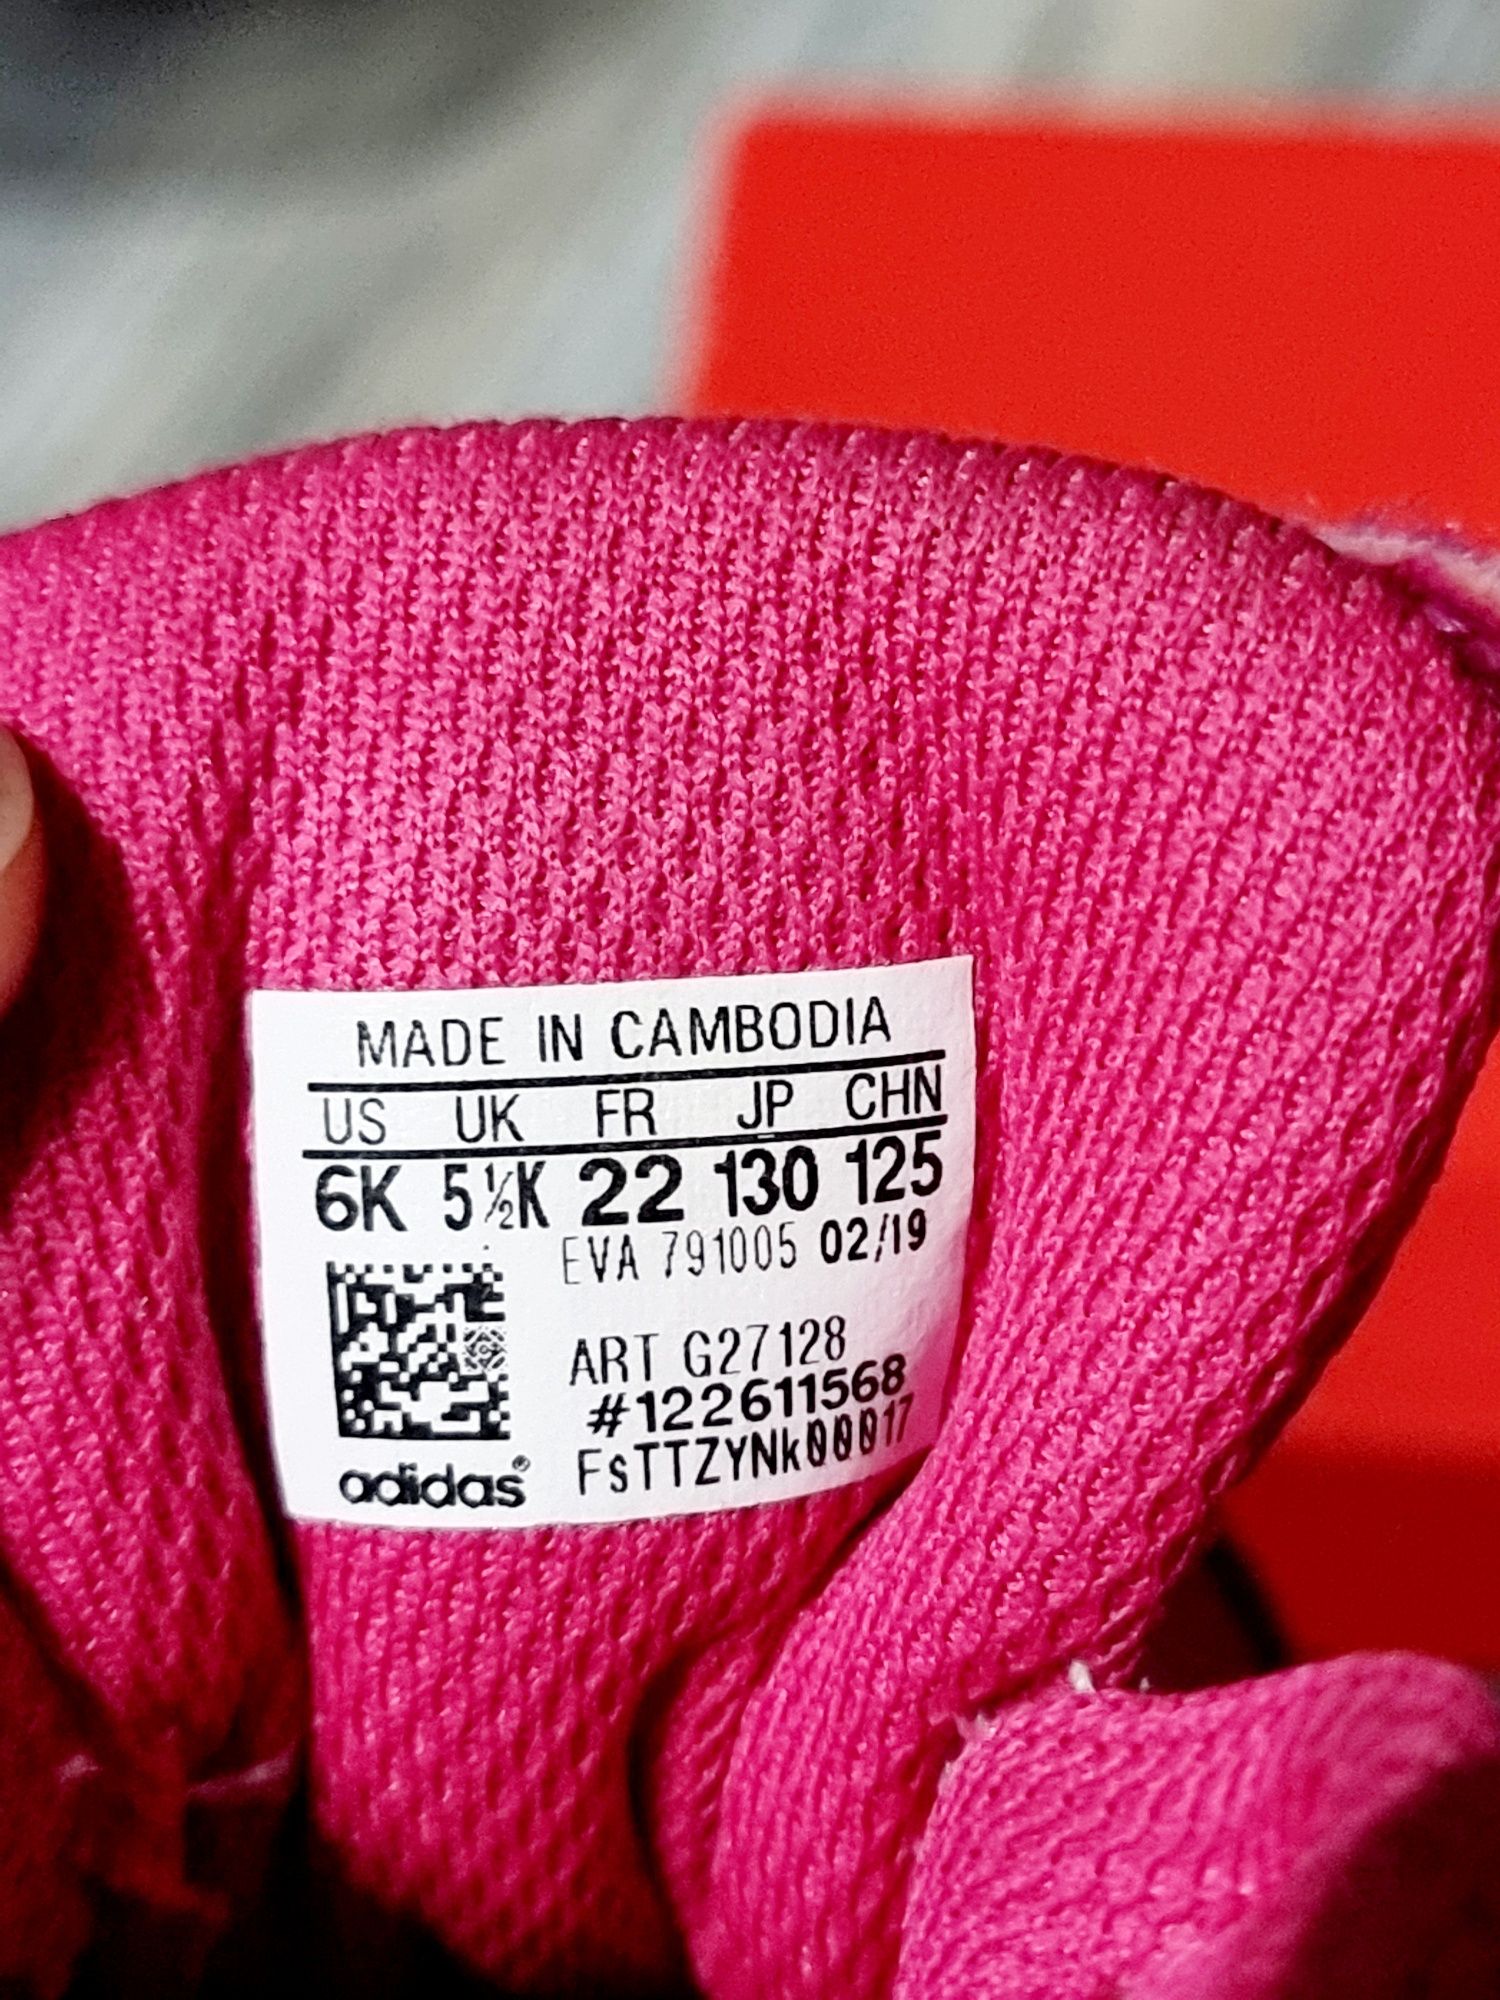 MADE IN CAMBODIA
US UK FR JP CHN
6K 5½K 22 130 125
EVA 791005 02/19
ART G27128
#122611568
FsTTZYNk00017
adidas®